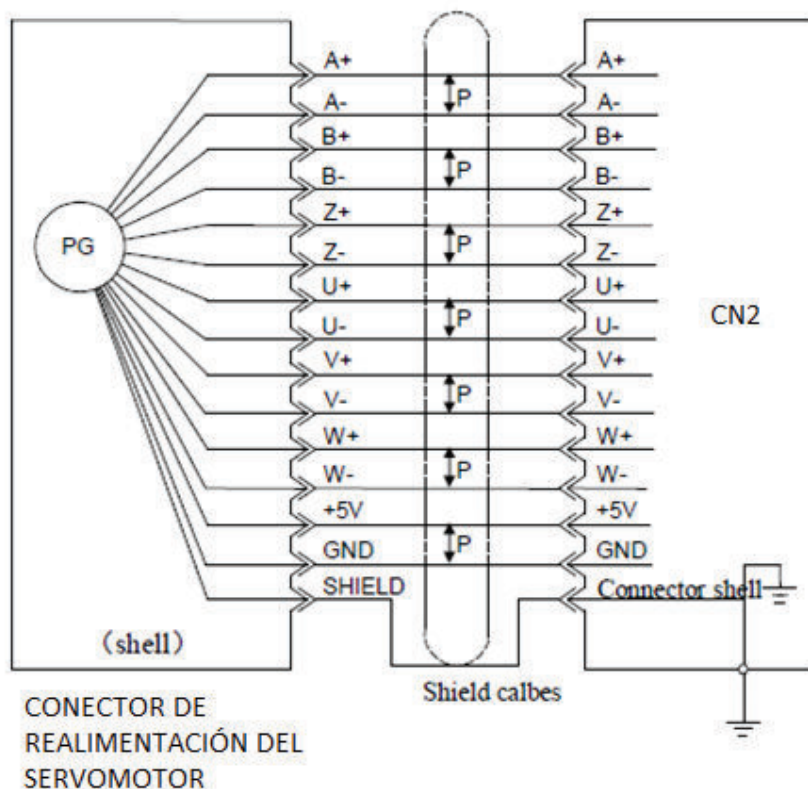 A+ A+
P
A- A-
B+ B+
P
B- B-
Z+ Z+
P
Z- Z-
PG
U+ U+
P
U- U-
CN2
V+ V+
P
V- V-
W+ W+
P
W- W-
+5V +5V
P
GND GND
SHIELD Connector shell
(shell)
Shield calbes
CONECTOR DE
REALIMENTACIÓN DEL
SERVOMOTOR